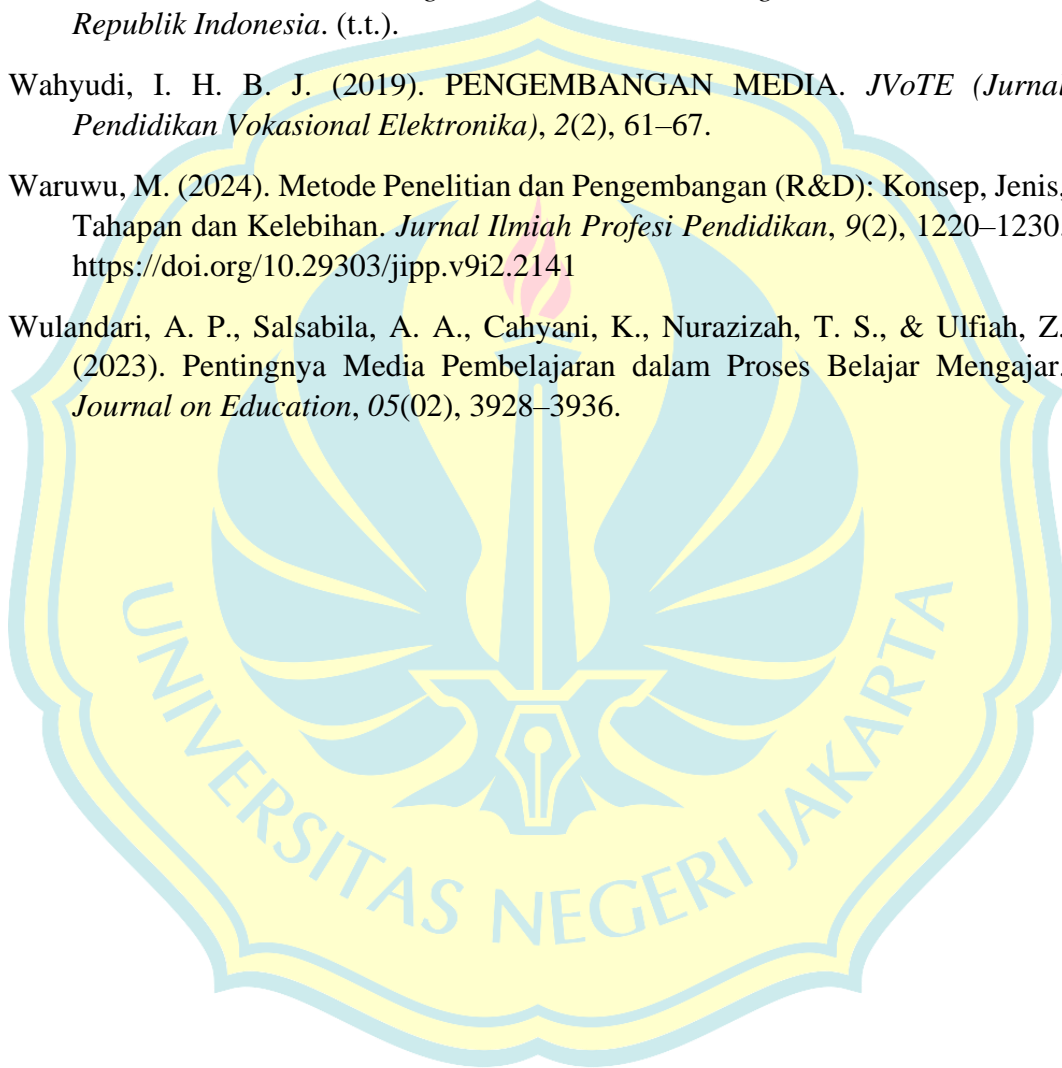 Republik Indonesia. (t.t.).
Wahyudi, I. H. B. J. (2019). PENGEMBANGAN MEDIA. JVoTE (Jurnal
Pendidikan Vokasional Elektronika), 2(2), 61–67.
Waruwu, M. (2024). Metode Penelitian dan Pengembangan (R&D): Konsep, Jenis,
Tahapan dan Kelebihan. Jurnal Ilmiah Profesi Pendidikan, 9(2), 1220–1230.
https://doi.org/10.29303/jipp.v9i2.2141
Wulandari, A. P., Salsabila, A. A., Cahyani, K., Nurazizah, T. S., & Ulfiah, Z.
(2023). Pentingnya Media Pembelajaran dalam Proses Belajar Mengajar.
Journal on Education, 05(02), 3928–3936.
UNIVERSITAS NEGERI JAKARTA